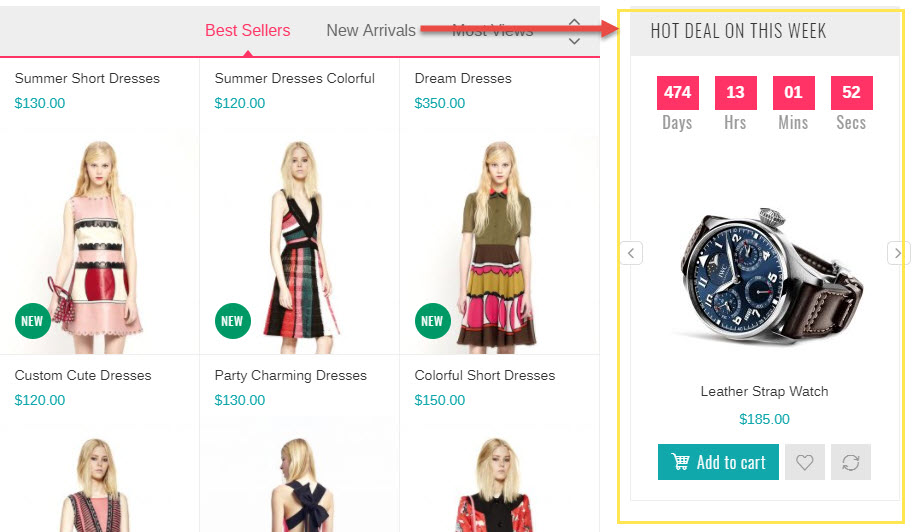 Best Sellers New Arrivals Most Views
Summer Short Dresses
$130.00
Summer Dresses Colorful
$120.00
Dream Dresses
$350.00
NEW
NEW
NEW
Custom Cute Dresses
$120.00
Party Charming Dresses
$130.00
Colorful Short Dresses
$150.00
HOT DEAL ON THIS WEEK
474 13 01 52
Days Hrs Mins Secs
IWC
12
Leather Strap Watch
$185.00
Add to cart